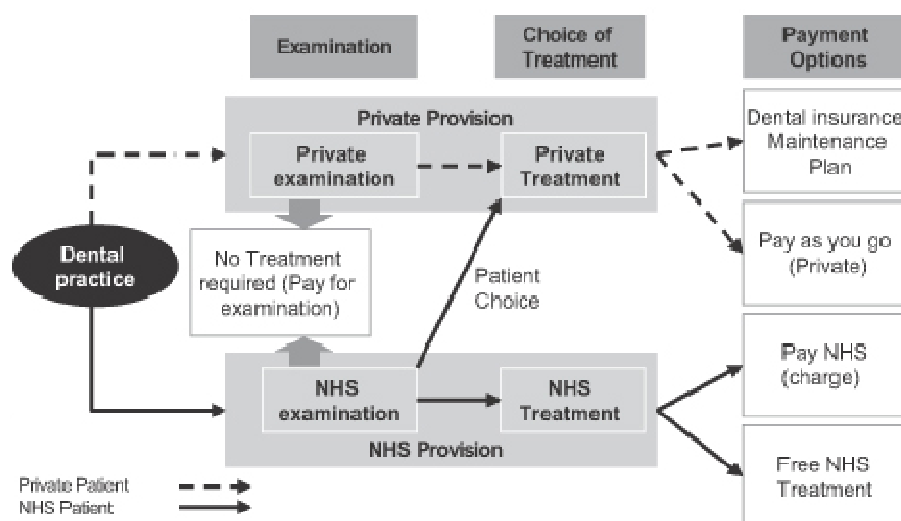 Examination
Choice of
Treatment
Payment
Options
Private Provision
Private
examination
Private
Treatment
Dental insurance
Maintenance
Plan
Dental
practice
No Treatment
required (Pay for
examination)
Patient
Choice
Pay as you go
(Private)
NHS
examination
NHS
Treatment
NHS Provision
Pay NHS
(charge)
Free NHS
Treatment
Private Patient
NHS Patient